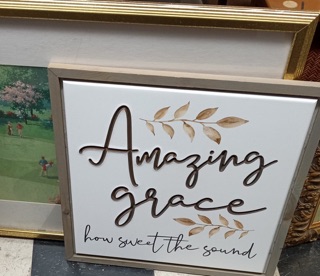 Amazing
grace
how sweet the sound